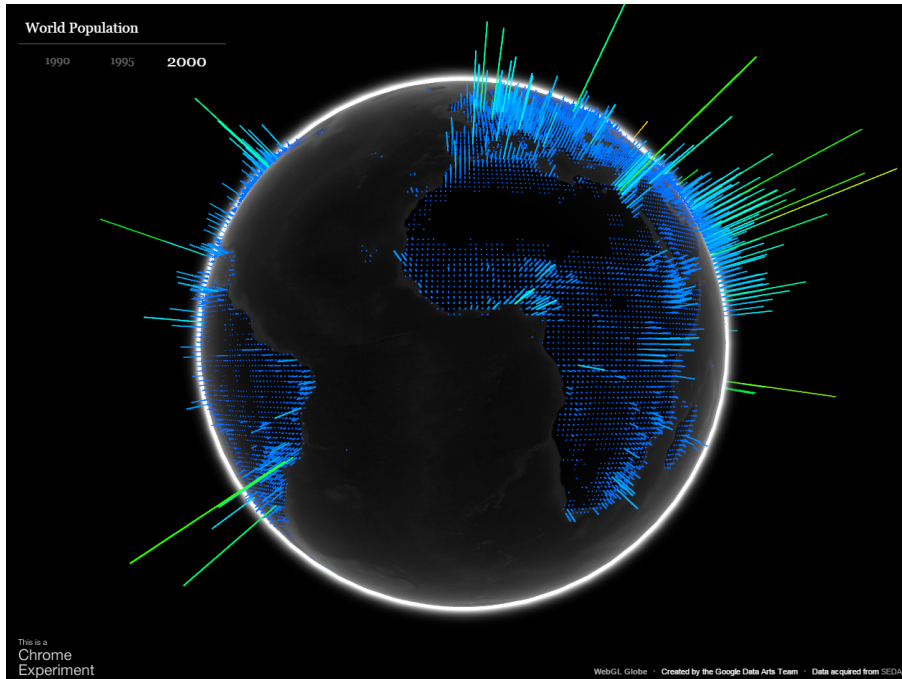 World Population
1990 1995 2000
This is a
Chrome
Experiment
WebGL Globe · Created by the Google Data Arts Team · Data acquired from SEDA